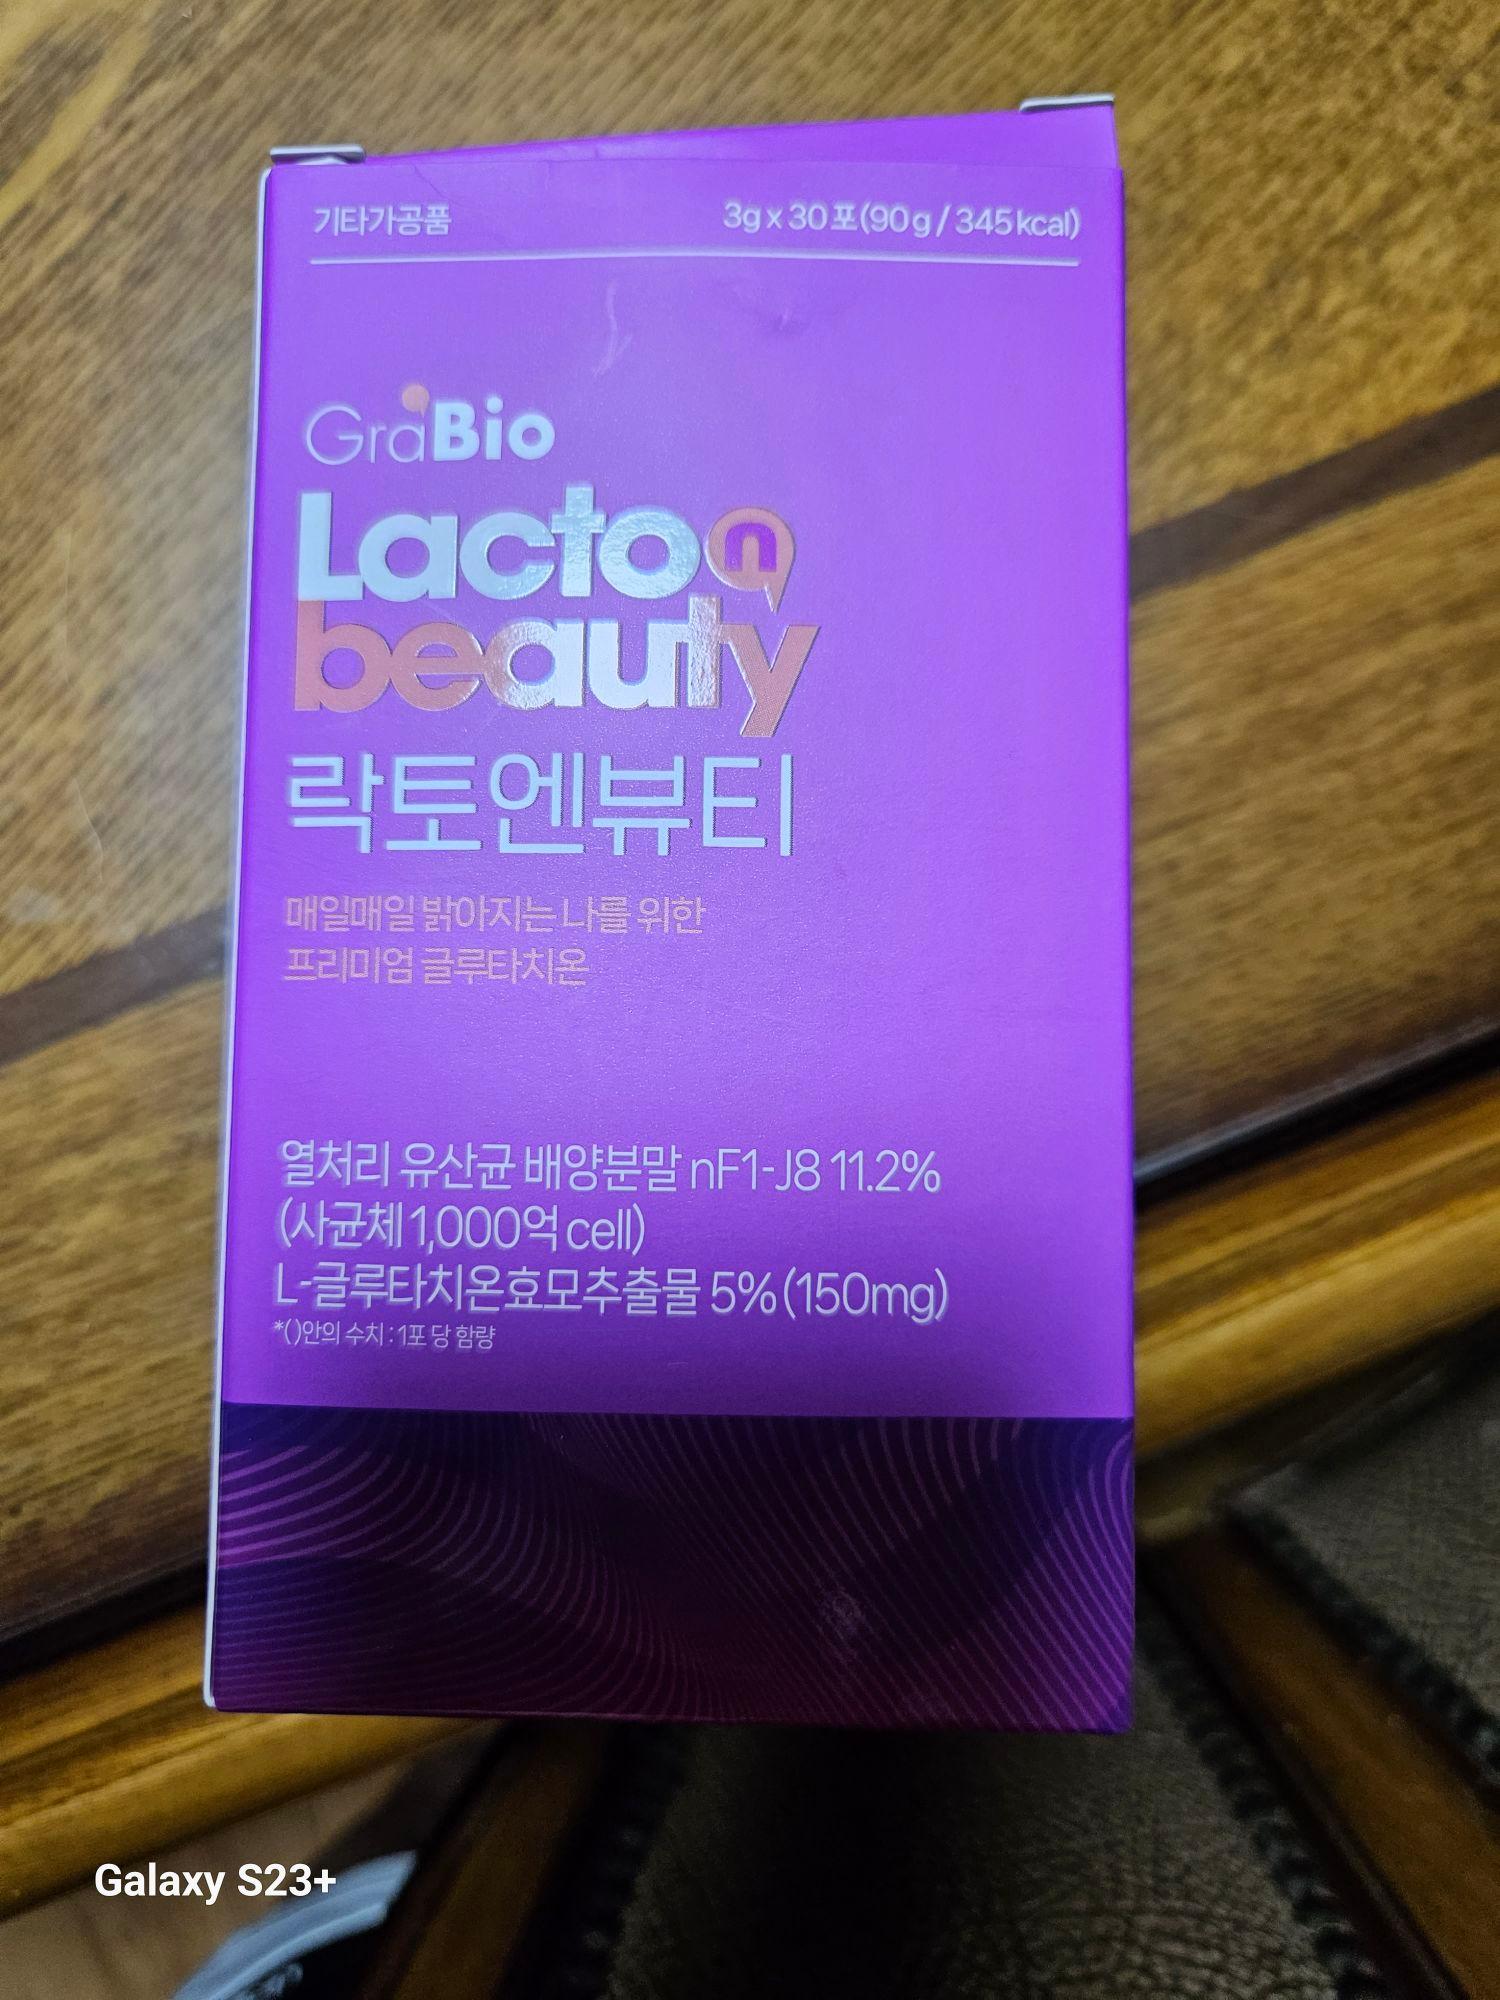 기타가공품
3g x 30포(90g / 345kcal)
GraBio
Lacto n
beauty
락토엔뷰티
매일매일 밝아지는 나를 위한
프리미엄 글루타치온
열처리 유산균 배양분말 nF1-J8 11.2%
(사균체 1,000억 cell)
L-글루타치온효모추출물 5% (150mg)
*( )안의 수치 : 1포 당 함량
Galaxy S23+